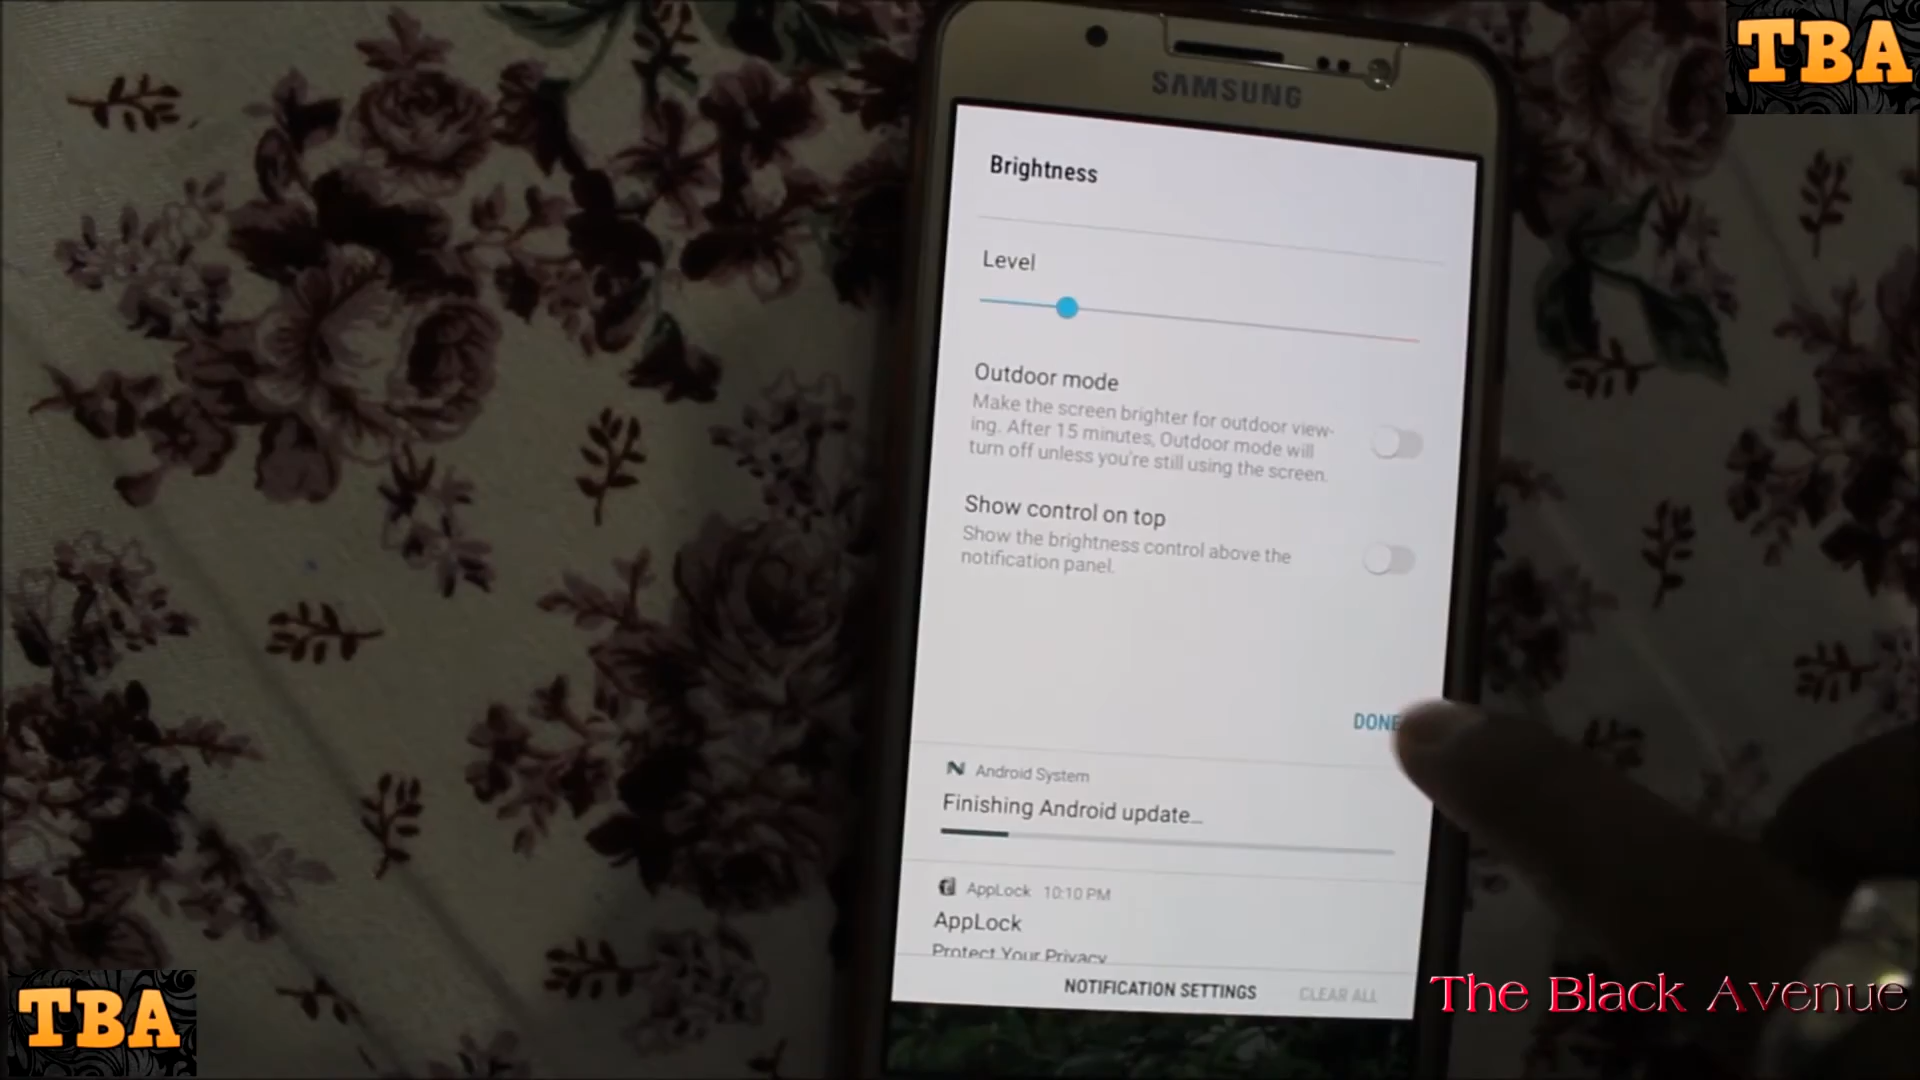 TBA
SAMSUNG
Brightness
Level
Outdoor mode
Make the screen brighter for outdoor view-
ing. After 15 minutes, Outdoor mode will
turn off unless you're still using the screen.
Show control on top
Show the brightness control above the
notification panel.
DONE
Android System
Finishing Android update...
AppLock 10:10 PM
AppLock
Protect Your Privacy
NOTIFICATION SETTINGS CLEAR ALL
The Black Avenue
TBA